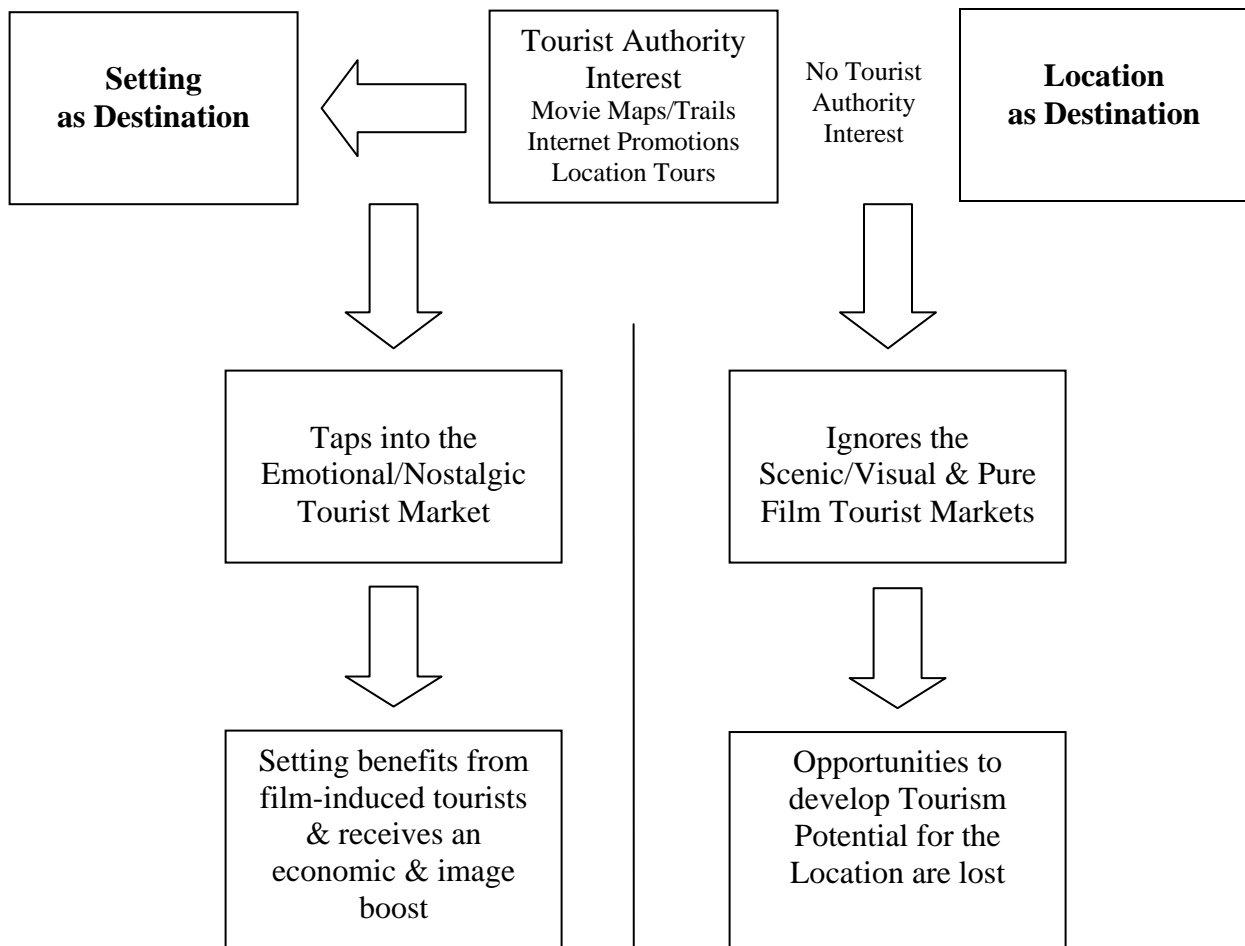 Setting
as Destination
Tourist Authority
Interest
Movie Maps/Trails
Internet Promotions
Location Tours
No Tourist
Authority
Interest
Location
as Destination
Taps into the
Emotional/Nostalgic
Tourist Market
Ignores the
Scenic/Visual & Pure
Film Tourist Markets
Setting benefits from
film-induced tourists
& receives an
economic & image
boost
Opportunities to
develop Tourism
Potential for the
Location are lost